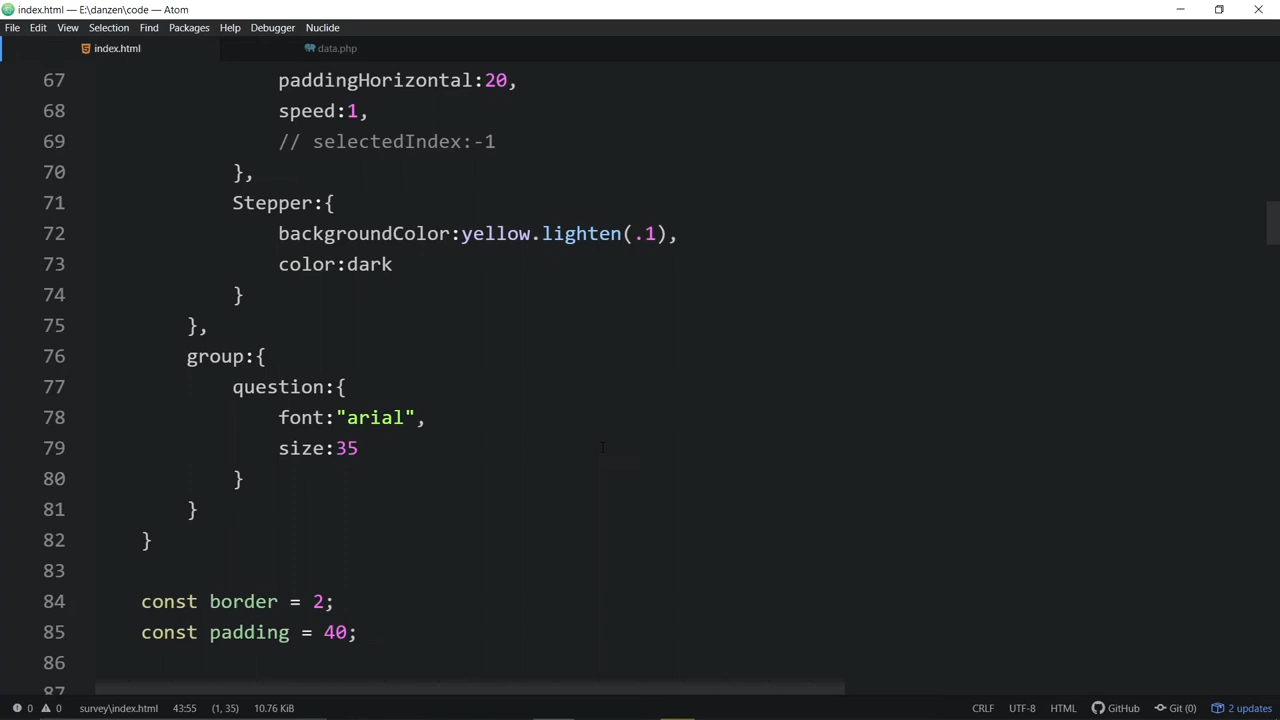 index.html — E:\danzen\code — Atom
File Edit View Selection Find Packages Help Debugger Nuclide
index.html data.php
67 paddingHorizontal:20,
68 speed:1,
69 // selectedIndex:-1
70 },
71 Stepper:{
72 backgroundColor:yellow.lighten(.1),
73 color:dark
74 }
75 },
76 group:{
77 question:{
78 font:"arial",
79 size:35
80 }
81 }
82 }
83
84 const border = 2;
85 const padding = 40;
86
87
0 0 survey\index.html 43:55 (1, 35) 10.76 KiB CRLF UTF-8 HTML GitHub Git (0) 2 updates